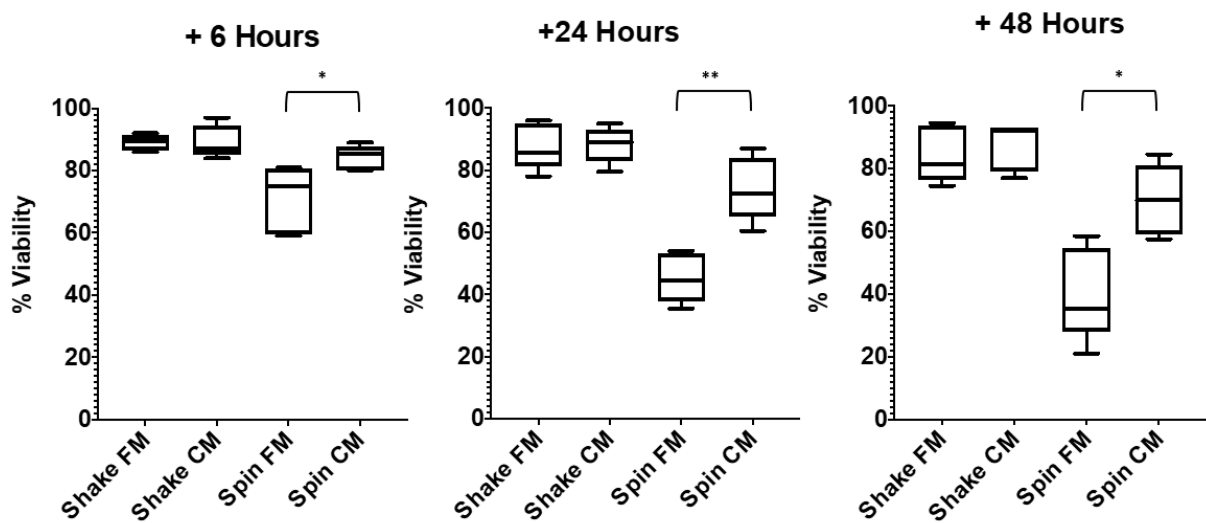 + 6 Hours
*
% Viability
100
80
60
40
20
0
Shake FM
Shake CM
Spin FM
Spin CM
+24 Hours
**
% Viability
100
80
60
40
20
0
Shake FM
Shake CM
Spin FM
Spin CM
+ 48 Hours
*
% Viability
100
80
60
40
20
0
Shake FM
Shake CM
Spin FM
Spin CM